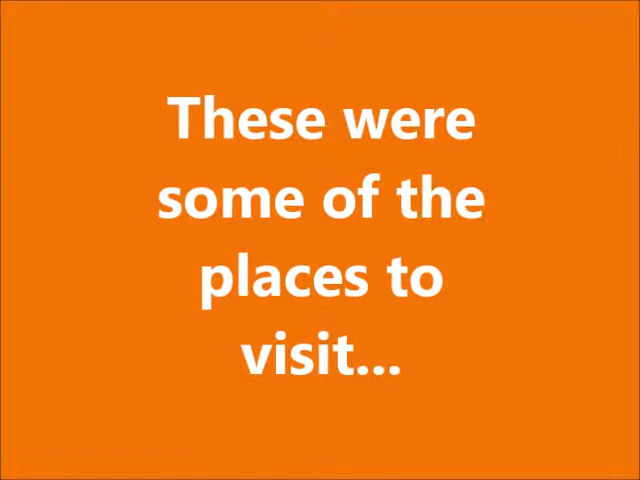 These were
some of the
places to
visit...